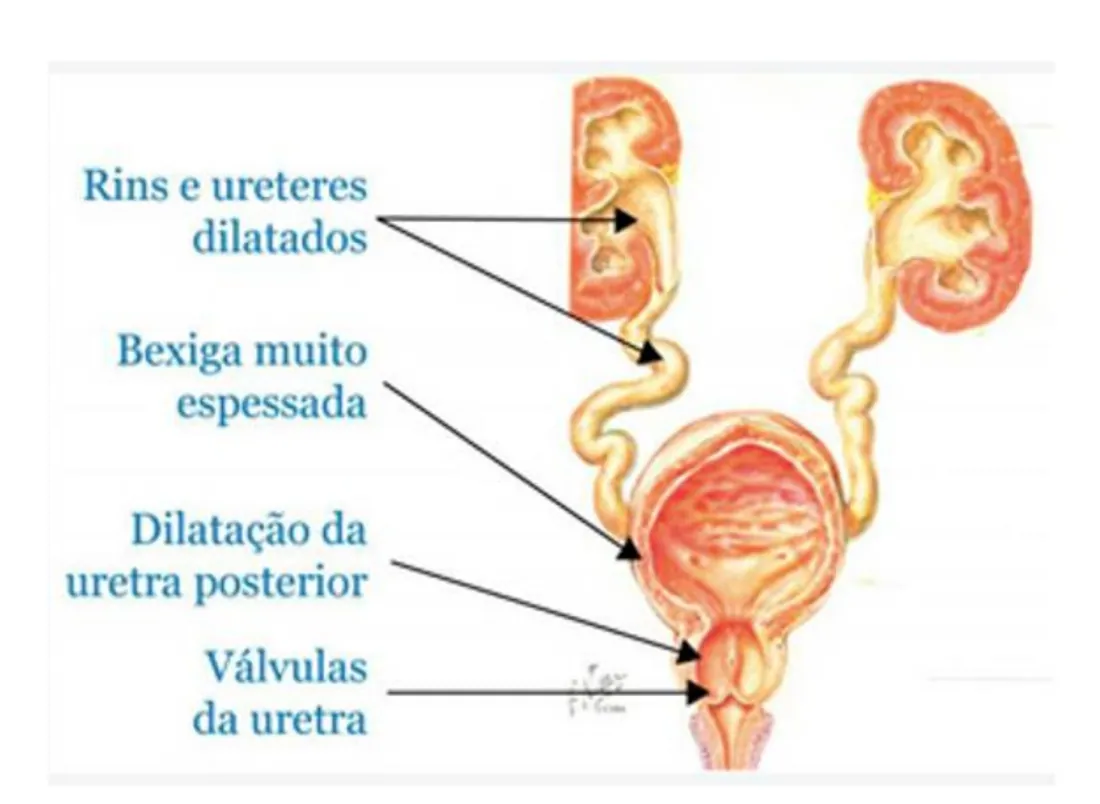 Rins e ureteres
dilatados
Bexiga muito
espessada
Dilatação da
uretra posterior
Válvulas
da uretra